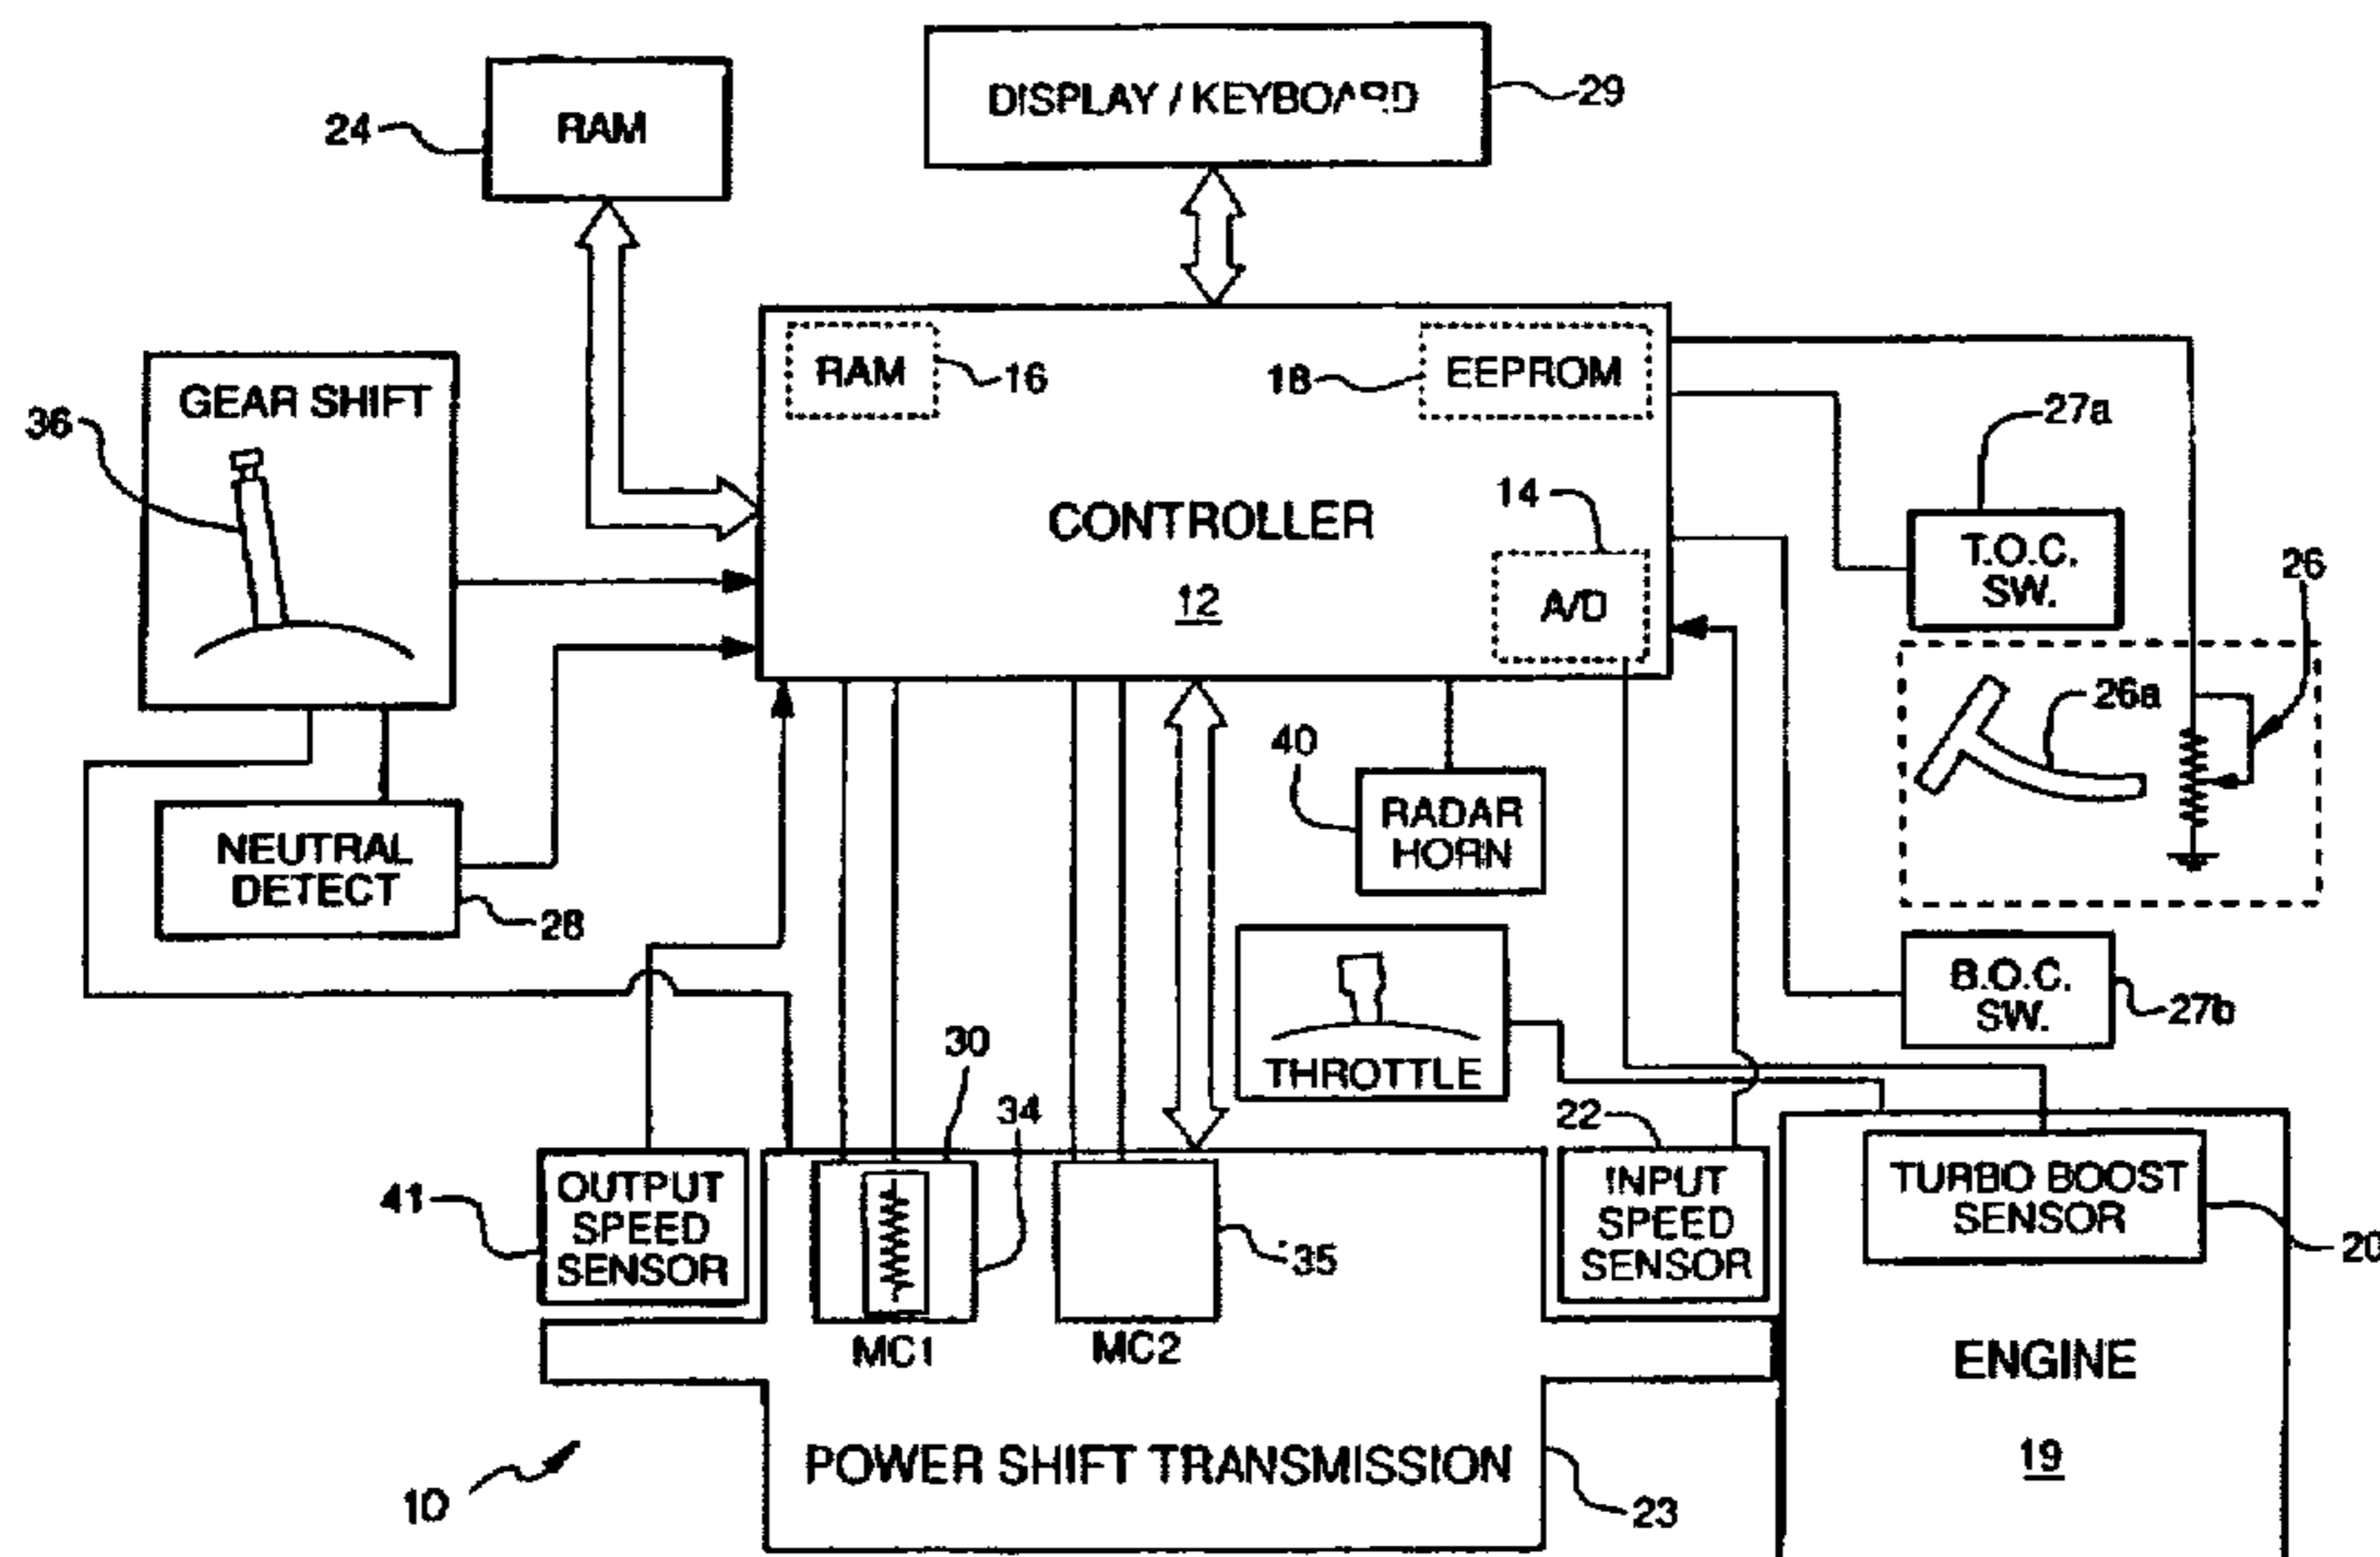 DISPLAY / KEYBOARD
29
24
RAM
RAM
16
18
EEPROM
GEAR SHIFT
36
27a
14
CONTROLLER
12
A/D
T.O.C.
SW.
26
26a
40
RADAR
HORN
NEUTRAL
DETECT
28
B.O.C.
SW.
27b
30
THROTTLE
34
22
41
OUTPUT
SPEED
SENSOR
35
INPUT
SPEED
SENSOR
TURBO BOOST
SENSOR
20
MC1
MC2
ENGINE
19
POWER SHIFT TRANSMISSION
10
23